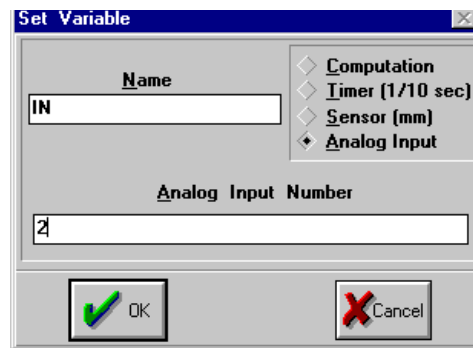 Set Variable
Name
IN
Computation
Timer (1/10 sec)
Sensor (mm)
Analog Input
Analog Input Number
2
OK
Cancel